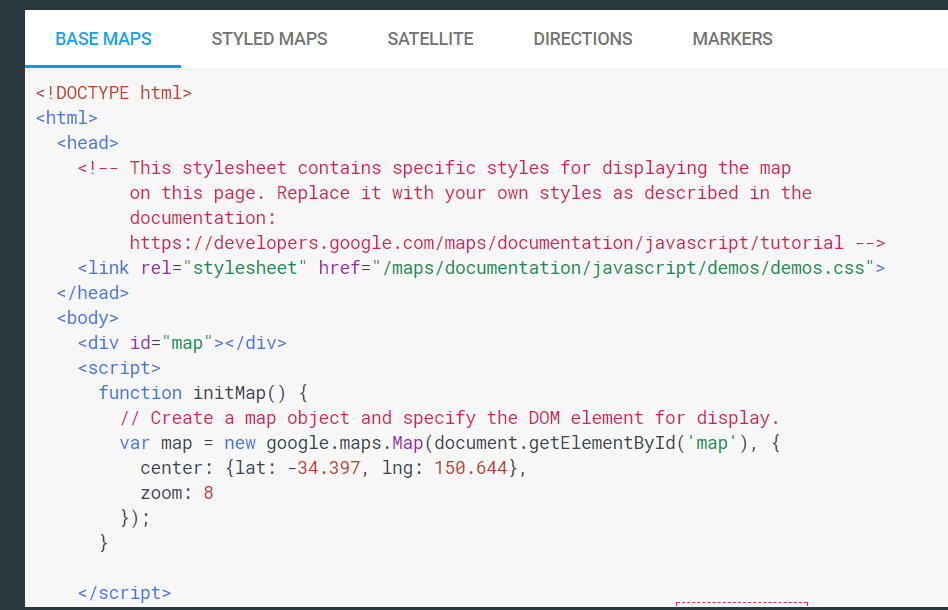 BASE MAPS STYLED MAPS SATELLITE DIRECTIONS MARKERS
<!DOCTYPE html>
<html>
  <head>
    <!-- This stylesheet contains specific styles for displaying the map
         on this page. Replace it with your own styles as described in the
         documentation:
         https://developers.google.com/maps/documentation/javascript/tutorial -->
    <link rel="stylesheet" href="/maps/documentation/javascript/demos/demos.css">
  </head>
  <body>
    <div id="map"></div>
    <script>
      function initMap() {
        // Create a map object and specify the DOM element for display.
        var map = new google.maps.Map(document.getElementById('map'), {
          center: {lat: -34.397, lng: 150.644},
          zoom: 8
        });
      }
    </script>